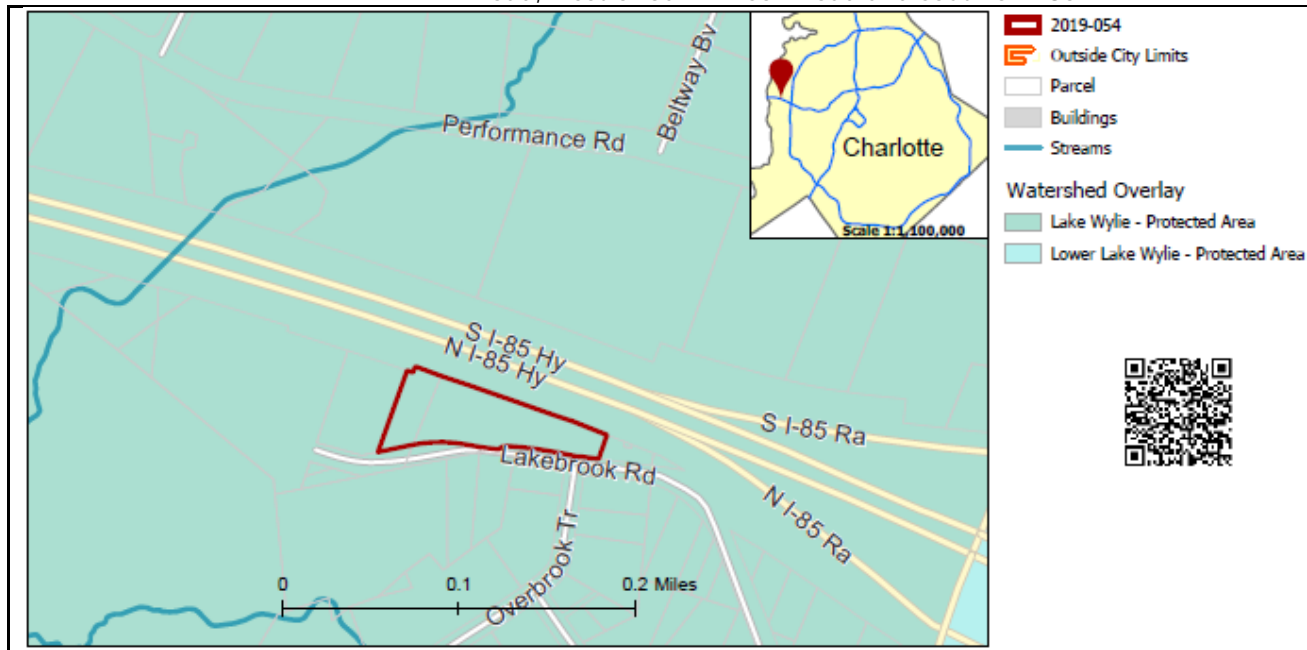 Beltway Bv
Performance Rd
Charlotte
Scale 1:1,100,000
S I-85 Hy
N I-85 Hy
S I-85 Ra
Lakebrook Rd
N I-85 Ra
Overbrook Tr
0 0.1 0.2 Miles
2019-054
Outside City Limits
Parcel
Buildings
Streams
Watershed Overlay
Lake Wylie - Protected Area
Lower Lake Wylie - Protected Area